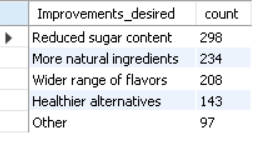 Improvements_desired count
Reduced sugar content 298
More natural ingredients 234
Wider range of flavors 208
Healthier alternatives 143
Other 97